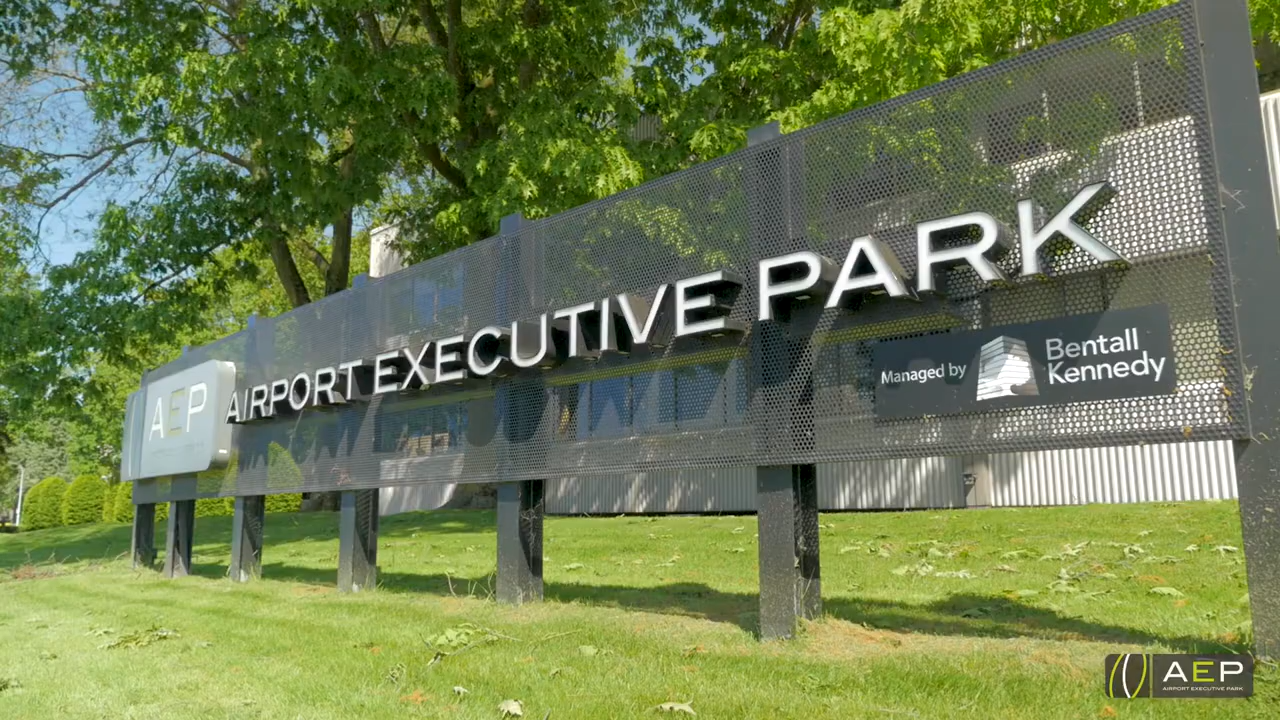 AEP
AIRPORT EXECUTIVE PARK
Managed by
Bentall
Kennedy
AEP
AIRPORT EXECUTIVE PARK